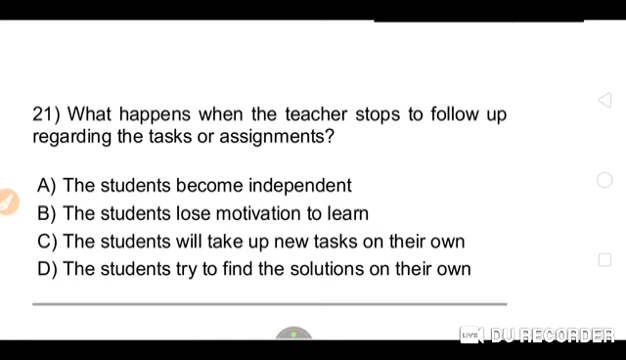 21) What happens when the teacher stops to follow up
regarding the tasks or assignments?
A) The students become independent
B) The students lose motivation to learn
C) The students will take up new tasks on their own
D) The students try to find the solutions on their own
LIVE DU RECORDER